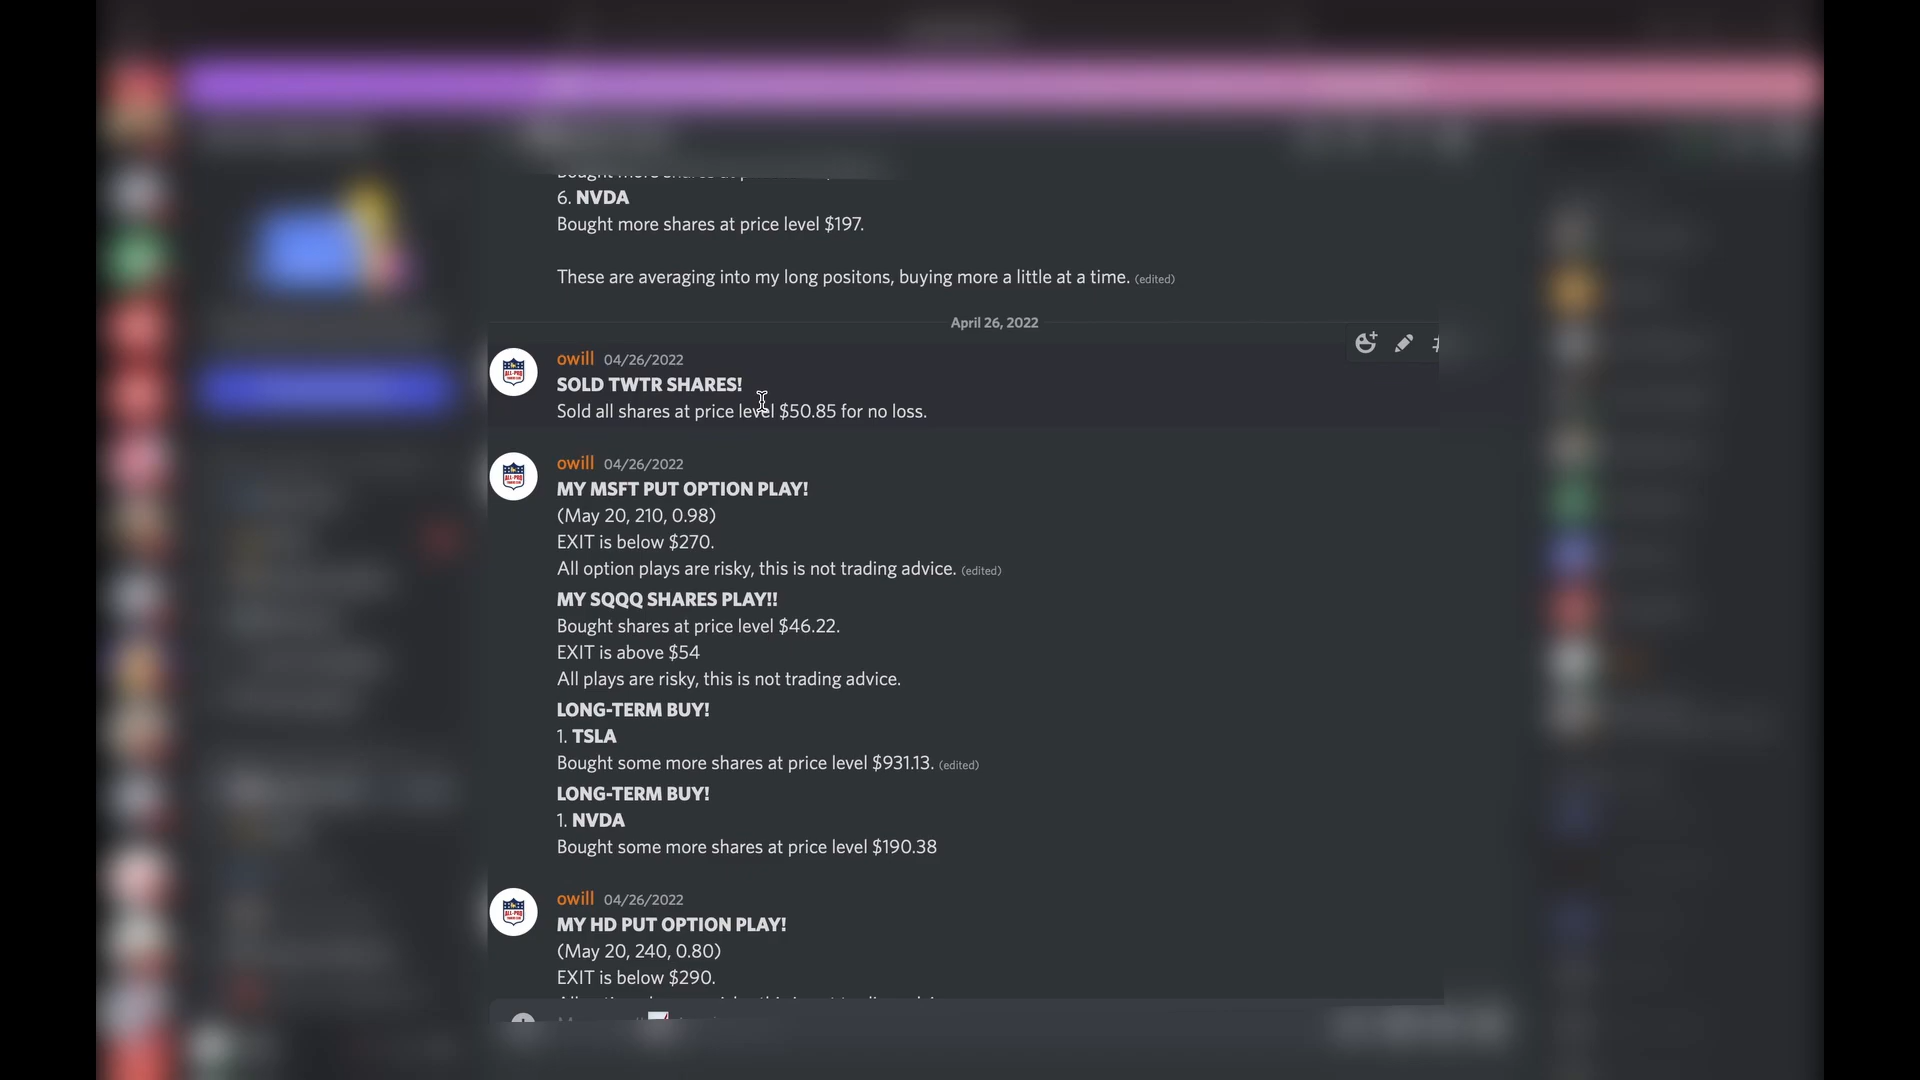 6. NVDA
Bought more shares at price level $197.
These are averaging into my long positons, buying more a little at a time. (edited)
April 26, 2022
owill 04/26/2022
SOLD TWTR SHARES!
Sold all shares at price level $50.85 for no loss.
owill 04/26/2022
MY MSFT PUT OPTION PLAY!
(May 20, 210, 0.98)
EXIT is below $270.
All option plays are risky, this is not trading advice. (edited)
MY SQQQ SHARES PLAY!!
Bought shares at price level $46.22.
EXIT is above $54
All plays are risky, this is not trading advice.
LONG-TERM BUY!
1. TSLA
Bought some more shares at price level $931.13. (edited)
LONG-TERM BUY!
1. NVDA
Bought some more shares at price level $190.38
owill 04/26/2022
MY HD PUT OPTION PLAY!
(May 20, 240, 0.80)
EXIT is below $290.